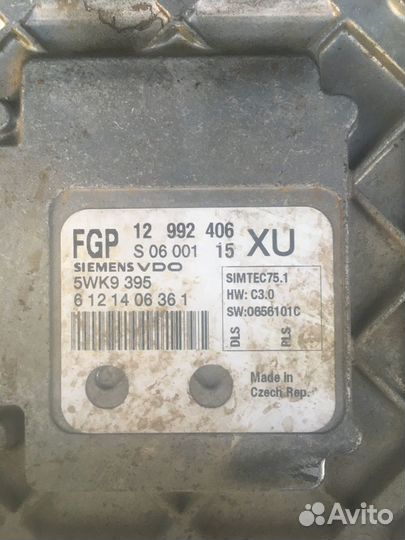 FGP 12 992 406 XU
S 06 001 15
SIEMENS VDO
5WK9 395
6 12 14 06 36 1
SIMTEC75.1
HW: C3.0
SW:0656101C
DLS RLS
Made in
Czech Rep.
Avito